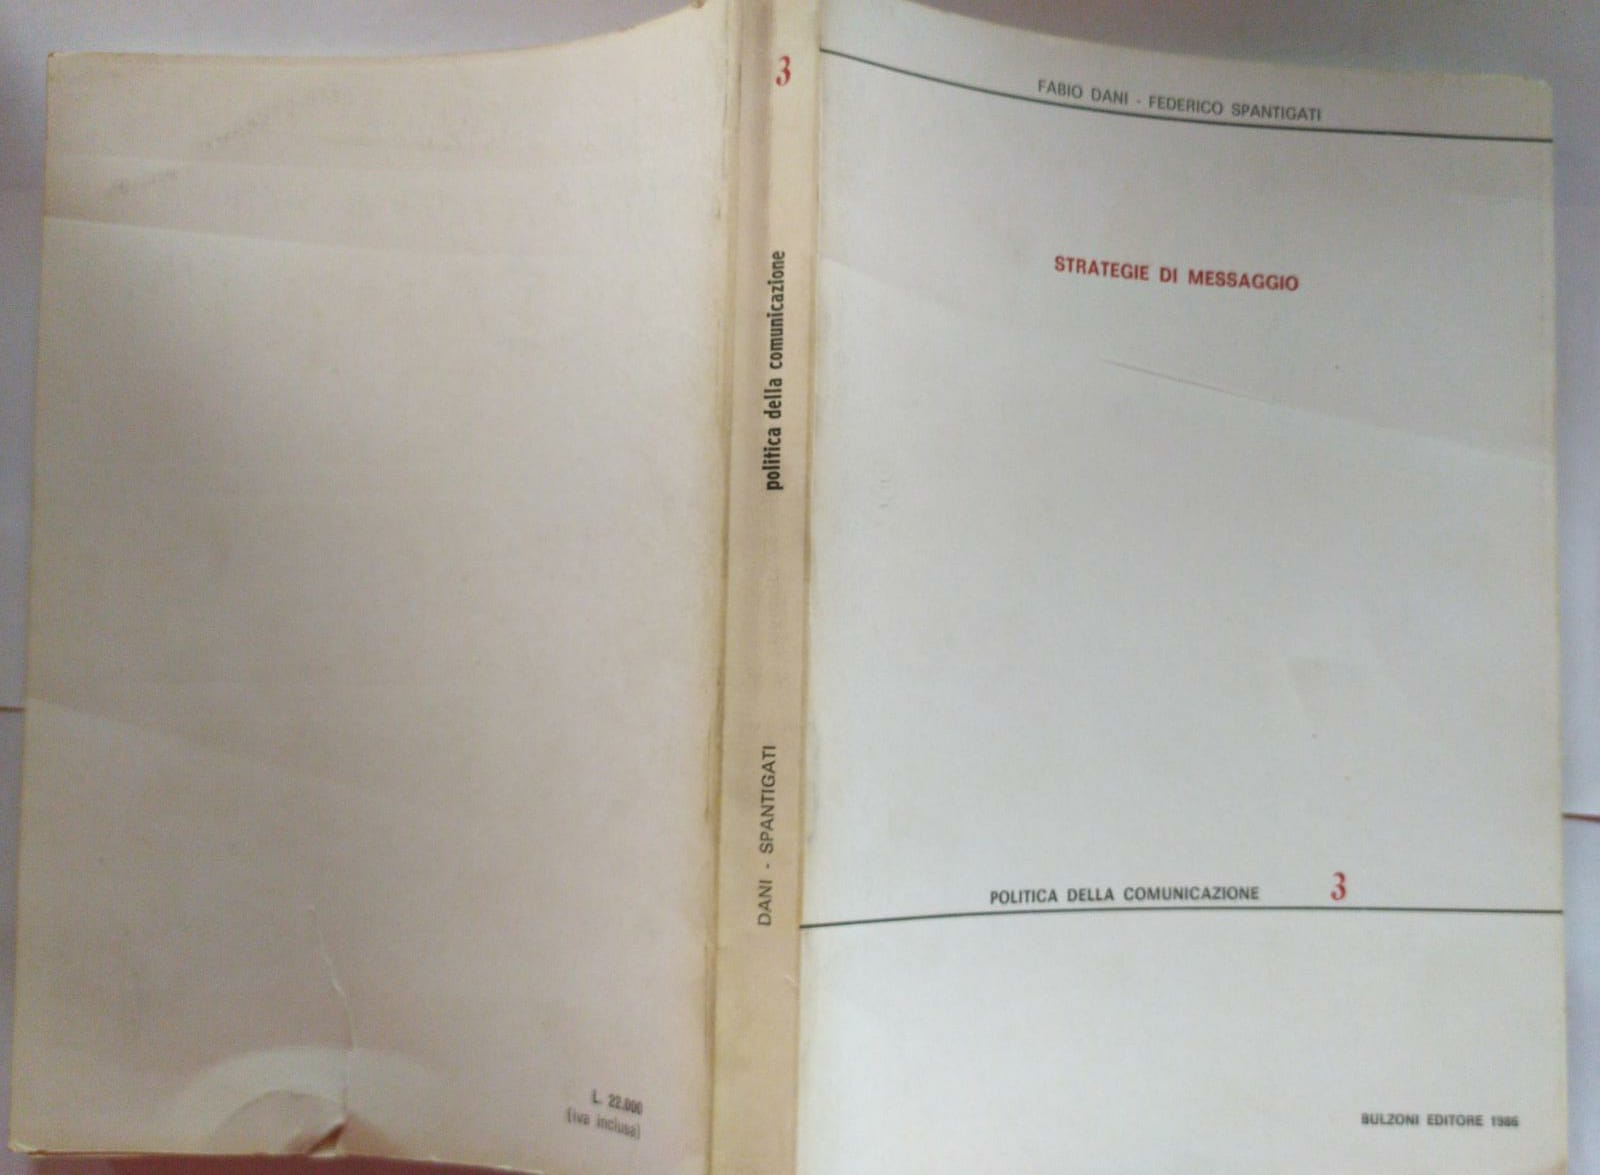 FABIO DANI - FEDERICO SPANTIGATI
STRATEGIE DI MESSAGGIO
POLITICA DELLA COMUNICAZIONE 3
BULZONI EDITORE 1986
3
politica della comunicazione
DANI - SPANTIGATI
L. 22.000
(iva inclusa)